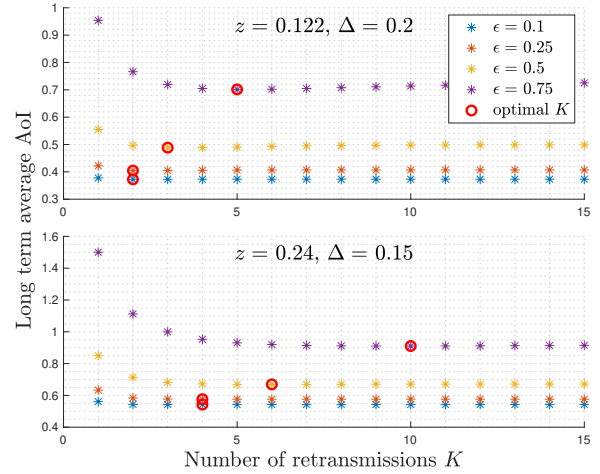 z = 0.122, Δ = 0.2
ϵ = 0.1
ϵ = 0.25
ϵ = 0.5
ϵ = 0.75
optimal K
1
0.9
0.8
0.7
0.6
0.5
0.4
0.3
0 5 10 15
Long term average AoI
z = 0.24, Δ = 0.15
1.6
1.4
1.2
1
0.8
0.6
0.4
0 5 10 15
Number of retransmissions K